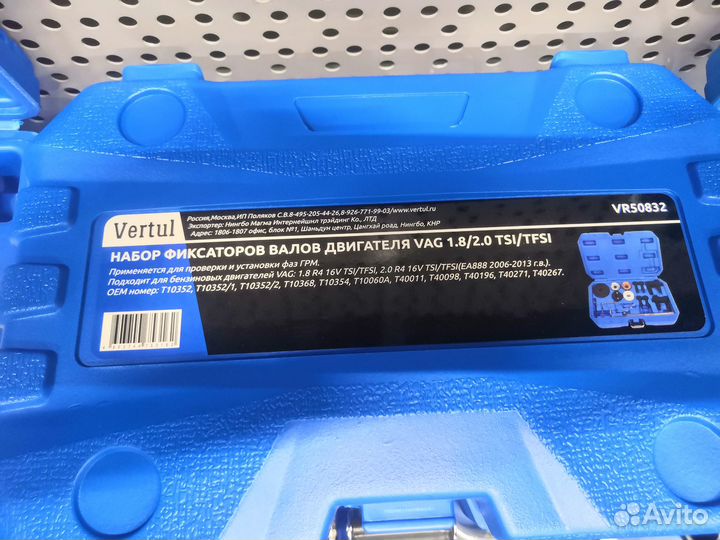 Vertul
Россия,Москва,ИП Поляков С.В.8-495-205-44-26,8-926-771-99-03/www.vertul.ru
Экспортер: Нингбо Магма Интернейшнл трэйдинг Ко., ЛТД
Адрес: 1806-1807 офис, блок №1, Шаньдун центр, Цангхай роад, Нингбо, КНР
VR50832
НАБОР ФИКСАТОРОВ ВАЛОВ ДВИГАТЕЛЯ VAG 1.8/2.0 TSI/TFSI
Применяется для проверки и установки фаз ГРМ.
Подходит для бензиновых двигателей VAG: 1.8 R4 16V TSI/TFSI, 2.0 R4 16V TSI/TFSI(EA888 2006-2013 г.в.).
OEM номер: T10352, T10352/1, T10352/2, T10368, T10354, T10060A, T40011, T40098, T40196, T40271, T40267.
Avito